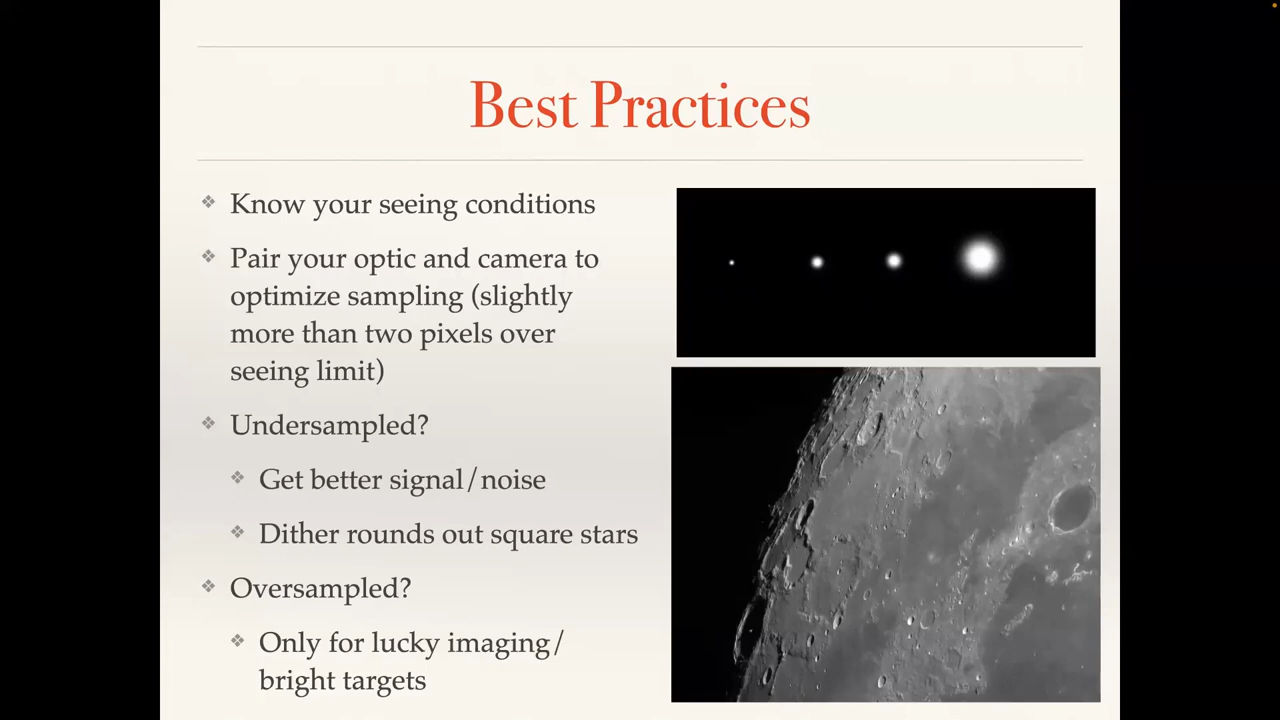 Best Practices
Know your seeing conditions
Pair your optic and camera to
optimize sampling (slightly
more than two pixels over
seeing limit)
Undersampled?
Get better signal/noise
Dither rounds out square stars
Oversampled?
Only for lucky imaging/
bright targets